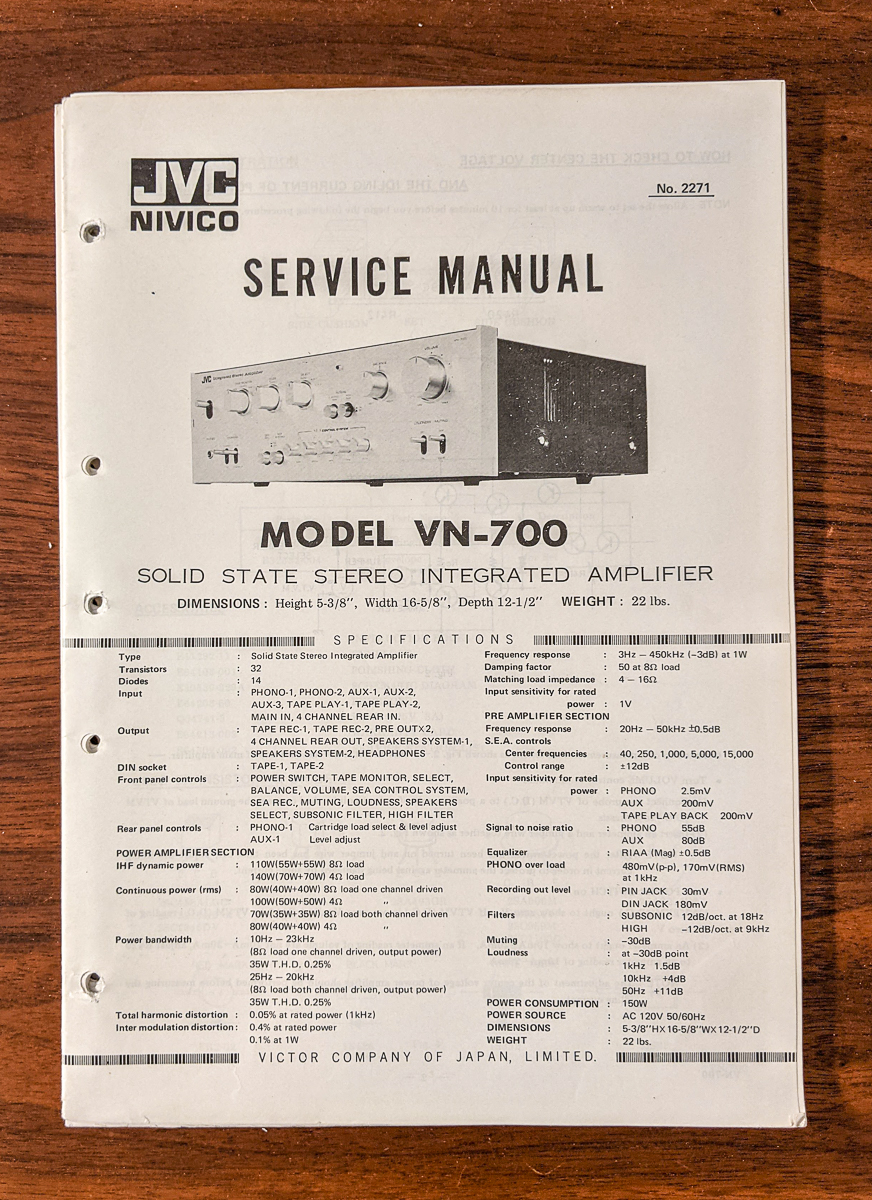 JVC
NIVICO
No. 2271
SERVICE MANUAL
JVC Integrated Stereo Amplifier
MODEL VN-700
SOLID STATE STEREO INTEGRATED AMPLIFIER
DIMENSIONS : Height 5-3/8", Width 16-5/8", Depth 12-1/2" WEIGHT : 22 lbs.
SPECIFICATIONS
Type : Solid State Stereo Integrated Amplifier
Transistors : 32
Diodes : 14
Input : PHONO-1, PHONO-2, AUX-1, AUX-2,
AUX-3, TAPE PLAY-1, TAPE PLAY-2,
MAIN IN, 4 CHANNEL REAR IN.
Output : TAPE REC-1, TAPE REC-2, PRE OUT×2,
4 CHANNEL REAR OUT, SPEAKERS SYSTEM-1,
SPEAKERS SYSTEM-2, HEADPHONES
DIN socket : TAPE-1, TAPE-2
Front panel controls : POWER SWITCH, TAPE MONITOR, SELECT,
BALANCE, VOLUME, SEA CONTROL SYSTEM,
SEA REC., MUTING, LOUDNESS, SPEAKERS
SELECT, SUBSONIC FILTER, HIGH FILTER
Rear panel controls : PHONO-1 Cartridge load select & level adjust
AUX-1 Level adjust
POWER AMPLIFIER SECTION
IHF dynamic power : 110W(55W+55W) 8Ω load
140W(70W+70W) 4Ω load
Continuous power (rms) : 80W(40W+40W) 8Ω load one channel driven
100W(50W+50W) 4Ω "
70W(35W+35W) 8Ω load both channel driven
80W(40W+40W) 4Ω "
Power bandwidth : 10Hz – 23kHz
(8Ω load one channel driven, output power)
35W T.H.D. 0.25%
25Hz – 20kHz
(8Ω load both channel driven, output power)
35W T.H.D. 0.25%
Total harmonic distortion : 0.05% at rated power (1kHz)
Inter modulation distortion : 0.4% at rated power
0.1% at 1W
Frequency response : 3Hz – 450kHz (–3dB) at 1W
Damping factor : 50 at 8Ω load
Matching load impedance : 4 – 16Ω
Input sensitivity for rated
power : 1V
PRE AMPLIFIER SECTION
Frequency response : 20Hz – 50kHz ±0.5dB
S.E.A. controls
Center frequencies : 40, 250, 1,000, 5,000, 15,000
Control range : ±12dB
Input sensitivity for rated
power : PHONO 2.5mV
AUX 200mV
TAPE PLAY BACK 200mV
Signal to noise ratio : PHONO 55dB
AUX 80dB
Equalizer : RIAA (Mag) ±0.5dB
PHONO over load 480mV(p-p), 170mV(RMS)
at 1kHz
Recording out level : PIN JACK 30mV
DIN JACK 180mV
Filters : SUBSONIC 12dB/oct. at 18Hz
HIGH –12dB/oct. at 9kHz
Muting : –30dB
Loudness : at –30dB point
1kHz 1.5dB
10kHz +4dB
50Hz +11dB
POWER CONSUMPTION : 150W
POWER SOURCE : AC 120V 50/60Hz
DIMENSIONS : 5-3/8"H×16-5/8"W×12-1/2"D
WEIGHT : 22 lbs.
VICTOR COMPANY OF JAPAN, LIMITED.